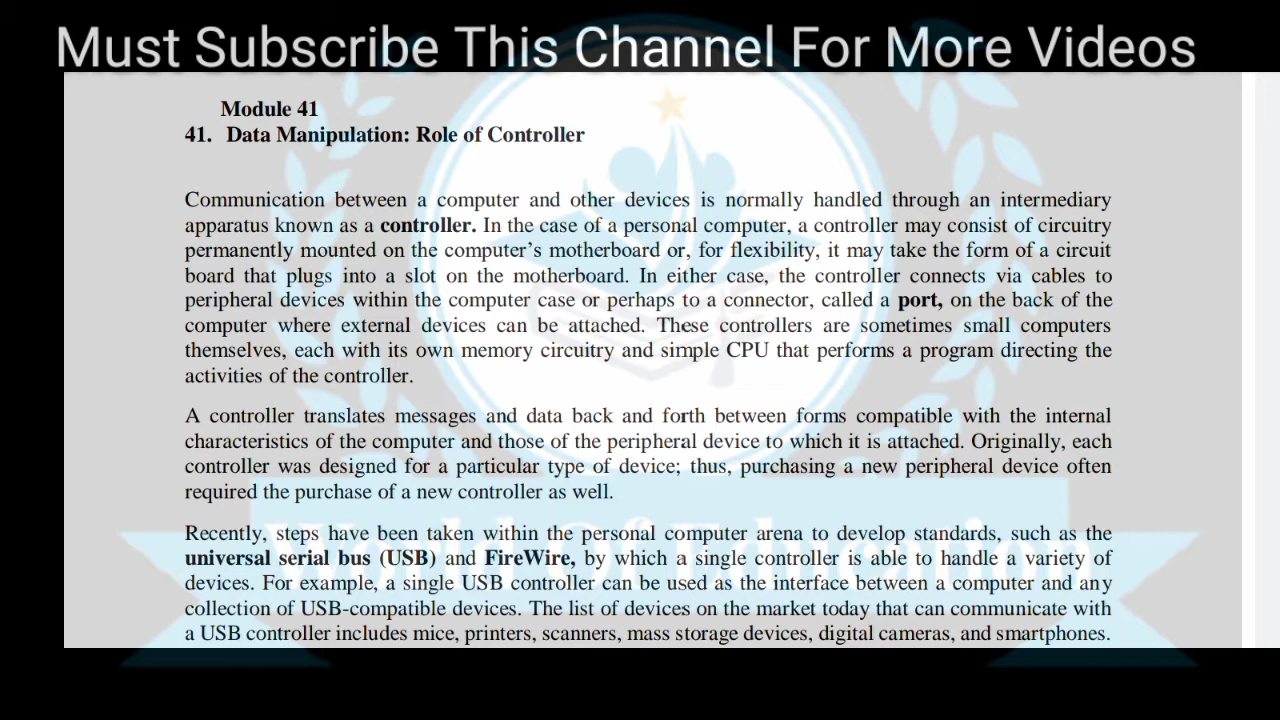 Must Subscribe This Channel For More Videos
Module 41
41. Data Manipulation: Role of Controller
Communication between a computer and other devices is normally handled through an intermediary
apparatus known as a controller. In the case of a personal computer, a controller may consist of circuitry
permanently mounted on the computer's motherboard or, for flexibility, it may take the form of a circuit
board that plugs into a slot on the motherboard. In either case, the controller connects via cables to
peripheral devices within the computer case or perhaps to a connector, called a port, on the back of the
computer where external devices can be attached. These controllers are sometimes small computers
themselves, each with its own memory circuitry and simple CPU that performs a program directing the
activities of the controller.
A controller translates messages and data back and forth between forms compatible with the internal
characteristics of the computer and those of the peripheral device to which it is attached. Originally, each
controller was designed for a particular type of device; thus, purchasing a new peripheral device often
required the purchase of a new controller as well.
Recently, steps have been taken within the personal computer arena to develop standards, such as the
universal serial bus (USB) and FireWire, by which a single controller is able to handle a variety of
devices. For example, a single USB controller can be used as the interface between a computer and any
collection of USB-compatible devices. The list of devices on the market today that can communicate with
a USB controller includes mice, printers, scanners, mass storage devices, digital cameras, and smartphones.